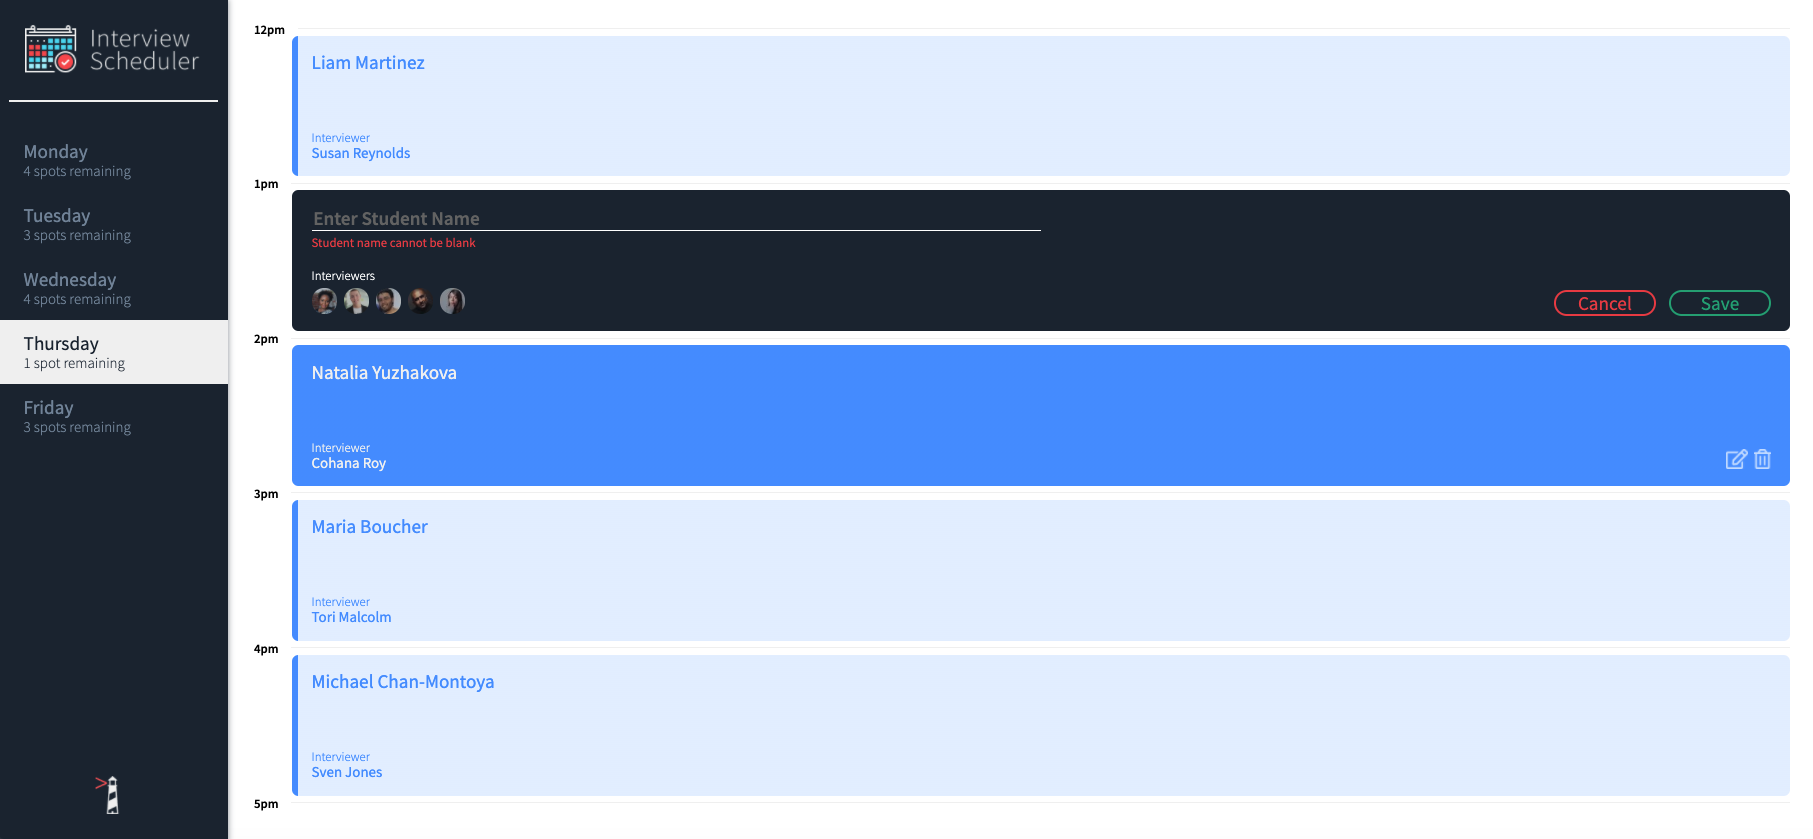 Interview
Scheduler
Monday
4 spots remaining
Tuesday
3 spots remaining
Wednesday
4 spots remaining
Thursday
1 spot remaining
Friday
3 spots remaining
12pm
Liam Martinez
Interviewer
Susan Reynolds
1pm
Enter Student Name
Student name cannot be blank
Interviewers
Cancel
Save
2pm
Natalia Yuzhakova
Interviewer
Cohana Roy
3pm
Maria Boucher
Interviewer
Tori Malcolm
4pm
Michael Chan-Montoya
Interviewer
Sven Jones
5pm